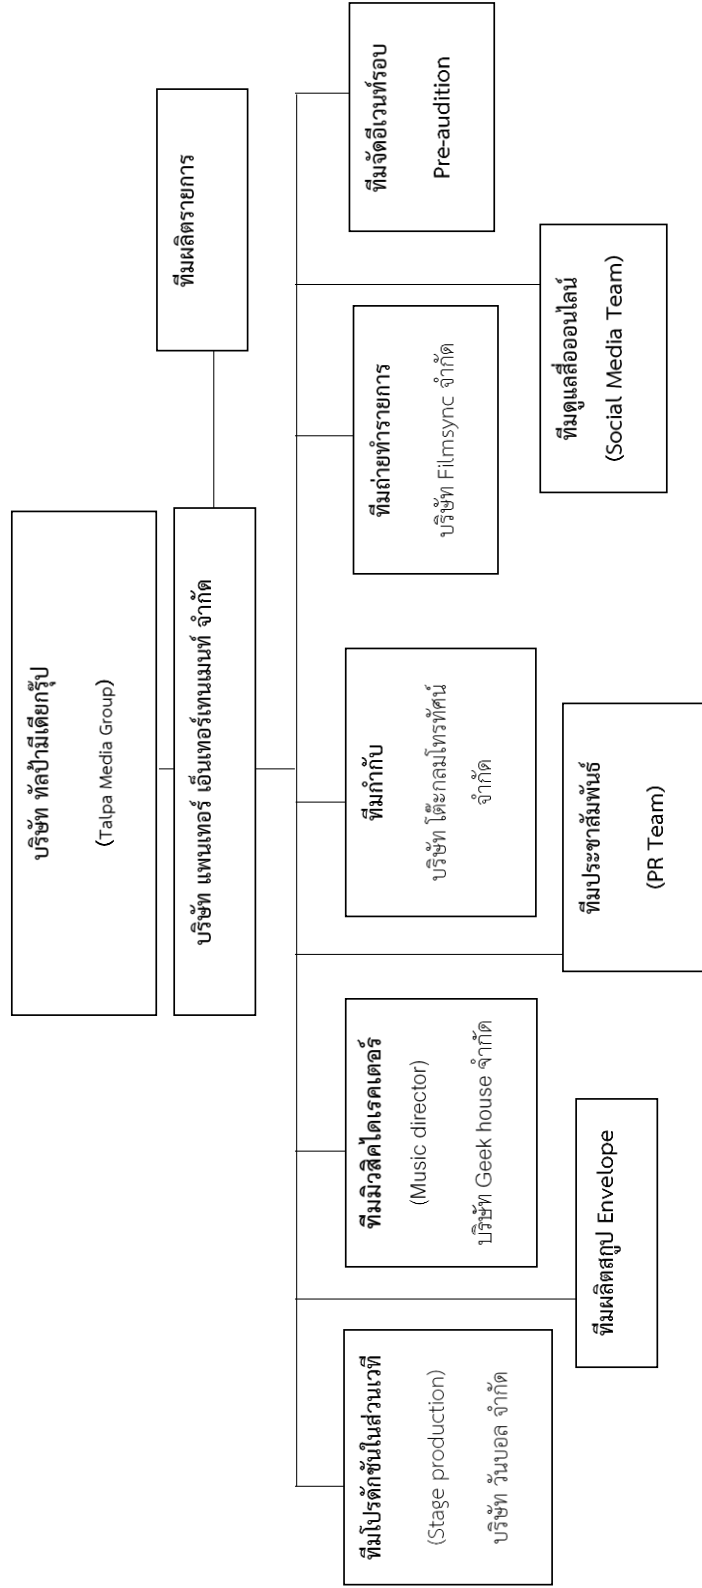 บริษัท ทัลป้ามีเดียกรุ๊ป
(Talpa Media Group)
บริษัท แพนเทอร์ เอ็นเทอร์เทนเมนท์ จำกัด
ทีมผลิตรายการ
ทีมโปรดักชันในส่วนเวที
(Stage production)
บริษัท วันบอล จำกัด
ทีมมิวสิคไดเรคเตอร์
(Music director)
บริษัท Geek house จำกัด
ทีมกำกับ
บริษัท โต๊ะกลมโทรทัศน์
จำกัด
ทีมถ่ายทำรายการ
บริษัท Filmsync จำกัด
ทีมจัดอีเวนท์รอบ
Pre-audition
ทีมผลิตสกูป Envelope
ทีมประชาสัมพันธ์
(PR Team)
ทีมดูแลสื่อออนไลน์
(Social Media Team)